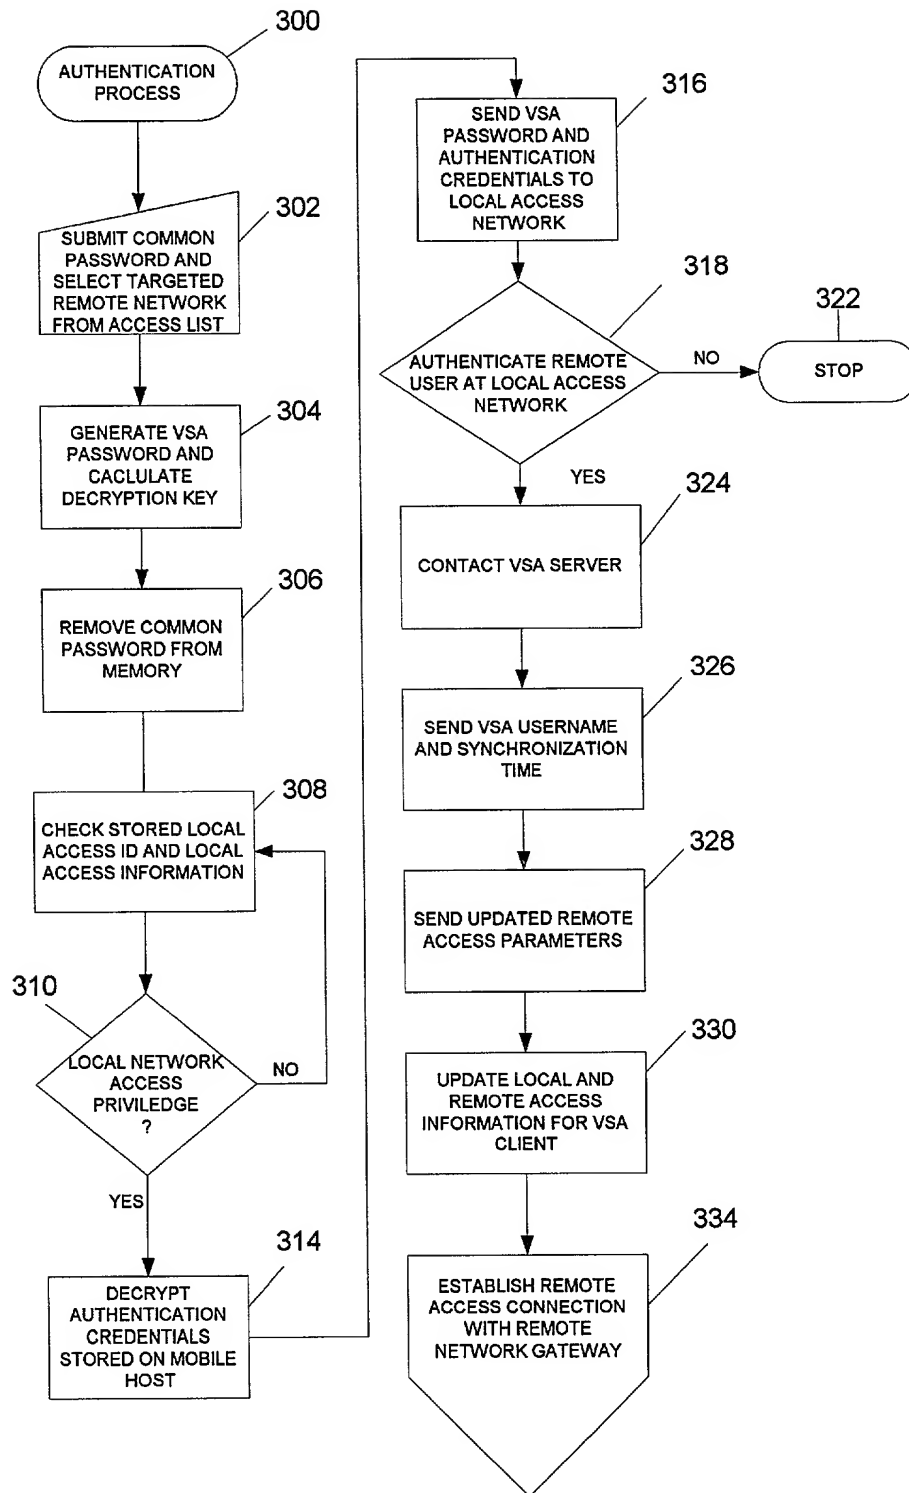 300
AUTHENTICATION
PROCESS
302
SUBMIT COMMON
PASSWORD AND
SELECT TARGETED
REMOTE NETWORK
FROM ACCESS LIST
304
GENERATE VSA
PASSWORD AND
CACLULATE
DECRYPTION KEY
306
REMOVE COMMON
PASSWORD FROM
MEMORY
308
CHECK STORED LOCAL
ACCESS ID AND LOCAL
ACCESS INFORMATION
310
LOCAL NETWORK
ACCESS
PRIVILEDGE
?
NO
YES
314
DECRYPT
AUTHENTICATION
CREDENTIALS
STORED ON MOBILE
HOST
316
SEND VSA
PASSWORD AND
AUTHENTICATION
CREDENTIALS TO
LOCAL ACCESS
NETWORK
318
AUTHENTICATE REMOTE
USER AT LOCAL ACCESS
NETWORK
NO
322
STOP
YES
324
CONTACT VSA SERVER
326
SEND VSA USERNAME
AND SYNCHRONIZATION
TIME
328
SEND UPDATED REMOTE
ACCESS PARAMETERS
330
UPDATE LOCAL AND
REMOTE ACCESS
INFORMATION FOR VSA
CLIENT
334
ESTABLISH REMOTE
ACCESS CONNECTION
WITH REMOTE
NETWORK GATEWAY